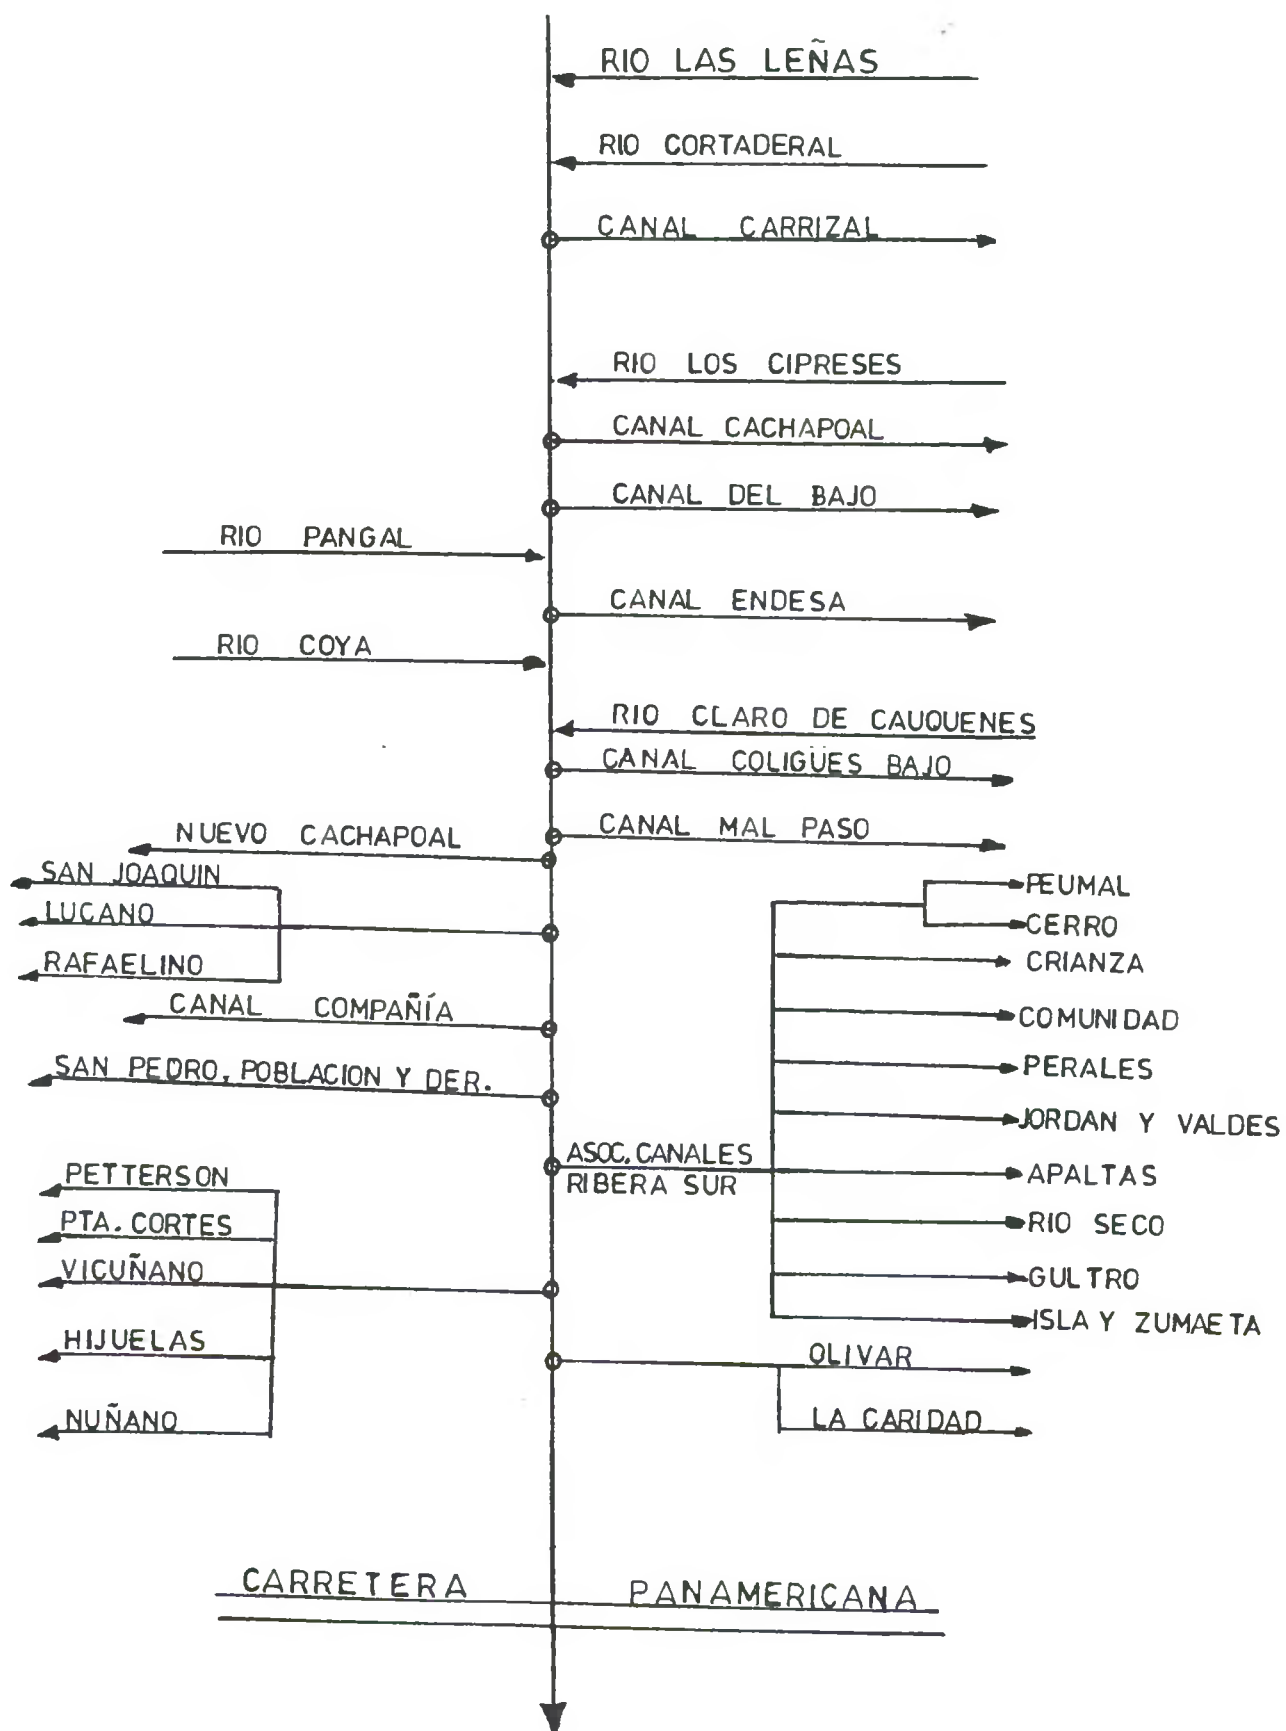 RIO LAS LEÑAS
RIO CORTADERAL
CANAL CARRIZAL
RIO LOS CIPRESES
CANAL CACHAPOAL
CANAL DEL BAJO
RIO PANGAL
CANAL ENDESA
RIO COYA
RIO CLARO DE CAUQUENES
CANAL COLIGÜES BAJO
CANAL MAL PASO
NUEVO CACHAPOAL
SAN JOAQUIN
LUCANO
RAFAELINO
CANAL COMPAÑÍA
SAN PEDRO, POBLACION Y DER.
PEUMAL
CERRO
CRIANZA
COMUNIDAD
PERALES
JORDAN Y VALDES
ASOC. CANALES
RIBERA SUR
APALTAS
RIO SECO
GULTRO
ISLA Y ZUMAETA
PETTERSON
PTA. CORTES
VICUÑANO
HIJUELAS
NUÑANO
OLIVAR
LA CARIDAD
CARRETERA PANAMERICANA